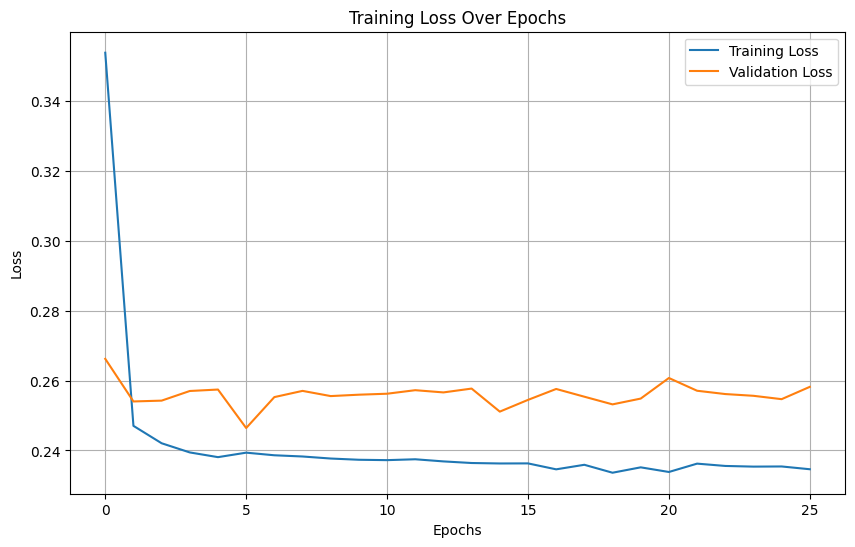 Training Loss Over Epochs
Training Loss
Validation Loss
Loss
0.34
0.32
0.30
0.28
0.26
0.24
0 5 10 15 20 25
Epochs